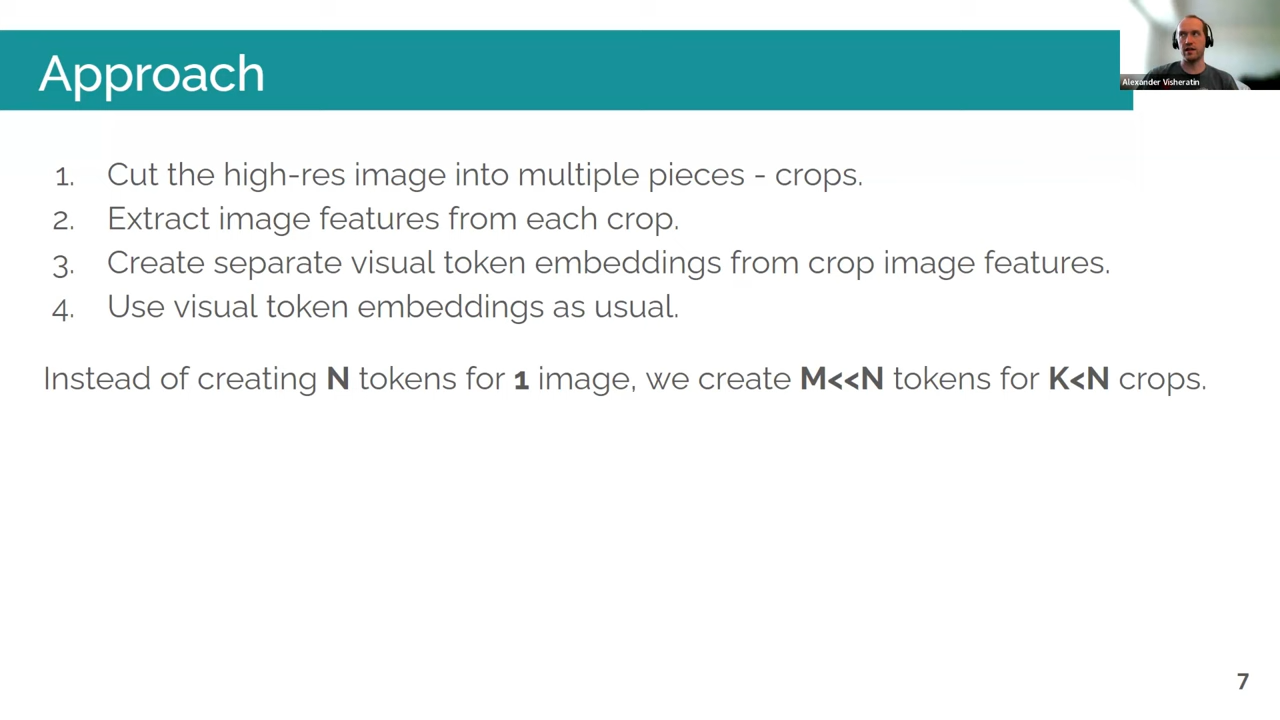 Approach
Alexander Visheratin
1. Cut the high-res image into multiple pieces - crops.
2. Extract image features from each crop.
3. Create separate visual token embeddings from crop image features.
4. Use visual token embeddings as usual.
Instead of creating N tokens for 1 image, we create M<<N tokens for K<N crops.
7